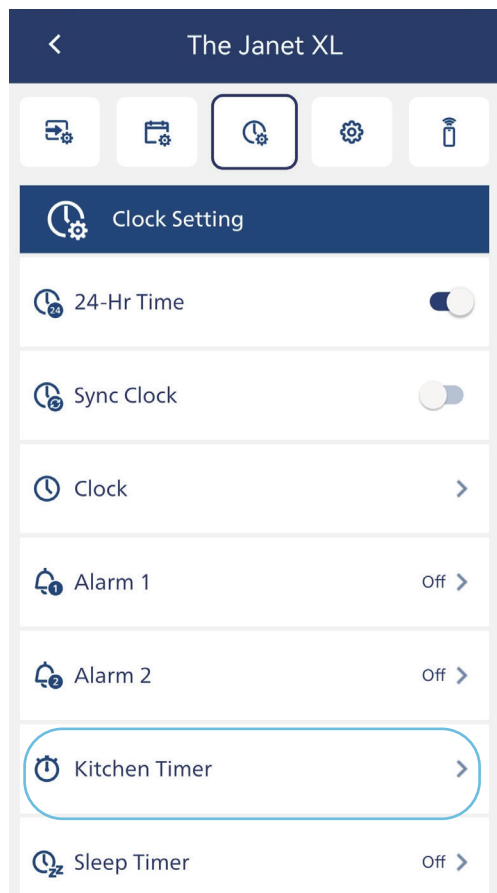 The Janet XL
Clock Setting
24-Hr Time
Sync Clock
Clock
Alarm 1 Off
Alarm 2 Off
Kitchen Timer
Sleep Timer Off